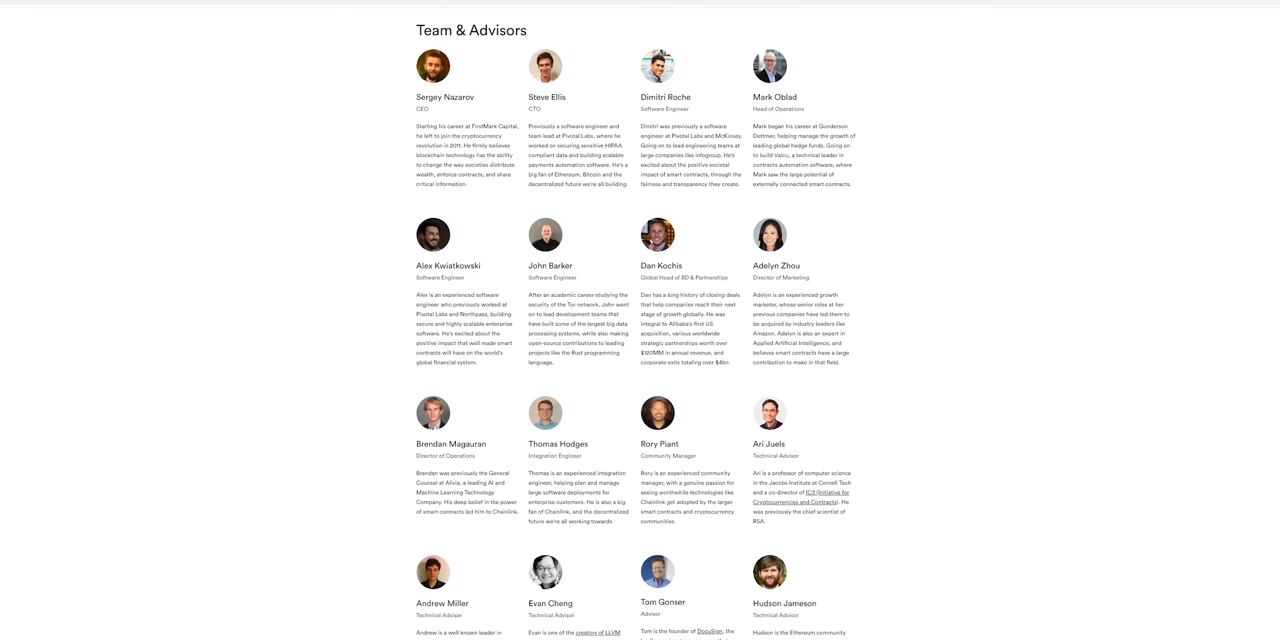 Team & Advisors
Sergey Nazarov
CEO
Starting his career at FirstMark Capital,
he left to join the cryptocurrency
revolution in 2011. He firmly believes
blockchain technology has the ability
to change the way societies distribute
wealth, enforce contracts, and share
critical information.
Steve Ellis
CTO
Previously a software engineer and
team lead at Pivotal Labs, where he
worked on securing sensitive HIPAA
compliant data and building scalable
payments automation software. He's a
big fan of Ethereum, Bitcoin and the
decentralized future we're all building.
Dimitri Roche
Software Engineer
Dimitri was previously a software
engineer at Pivotal Labs and McKinsey.
Going on to lead engineering teams at
large companies like infogroup. He's
excited about the positive societal
impact of smart contracts, through the
fairness and transparency they create.
Mark Oblad
Head of Operations
Mark began his career at Gunderson
Dettmer, helping manage the growth of
leading global hedge funds. Going on
to build Valcu, a technical leader in
contracts automation software, where
Mark saw the large potential of
externally connected smart contracts.
Alex Kwiatkowski
Software Engineer
Alex is an experienced software
engineer who previously worked at
Pivotal Labs and Northpass, building
secure and highly scalable enterprise
software. He's excited about the
positive impact that well made smart
contracts will have on the world's
global financial system.
John Barker
Software Engineer
After an academic career studying the
security of the Tor network, John went
on to lead development teams that
have built some of the largest big data
processing systems, while also making
open-source contributions to leading
projects like the Rust programming
language.
Dan Kochis
Global Head of BD & Partnerships
Dan has a long history of closing deals
that help companies reach their next
stage of growth globally. He was
integral to Alibaba's first US
acquisition, various worldwide
strategic partnerships worth over
$120MM in annual revenue, and
corporate exits totaling over $4bn.
Adelyn Zhou
Director of Marketing
Adelyn is an experienced growth
marketer, whose senior roles at her
previous companies have led them to
be acquired by industry leaders like
Amazon. Adelyn is also an expert in
Applied Artificial Intelligence, and
believes smart contracts have a large
contribution to make in that field.
Brendan Magauran
Director of Operations
Brendan was previously the General
Counsel at Alivia, a leading AI and
Machine Learning Technology
Company. His deep belief in the power
of smart contracts led him to Chainlink.
Thomas Hodges
Integration Engineer
Thomas is an experienced integration
engineer, helping plan and manage
large software deployments for
enterprise customers. He is also a big
fan of Chainlink, and the decentralized
future we're all working towards.
Rory Piant
Community Manager
Rory is an experienced community
manager, with a genuine passion for
seeing worthwhile technologies like
Chainlink get adopted by the larger
smart contracts and cryptocurrency
communities.
Ari Juels
Technical Advisor
Ari is a professor of computer science
in the Jacobs Institute at Cornell Tech
and a co-director of IC3 (Initiative for
Cryptocurrencies and Contracts). He
was previously the chief scientist of
RSA.
Andrew Miller
Technical Advisor
Andrew is a well known leader in
Evan Cheng
Technical Advisor
Evan is one of the creators of LLVM
Tom Gonser
Advisor
Tom is the founder of DocuSign, the
Hudson Jameson
Technical Advisor
Hudson is the Ethereum community